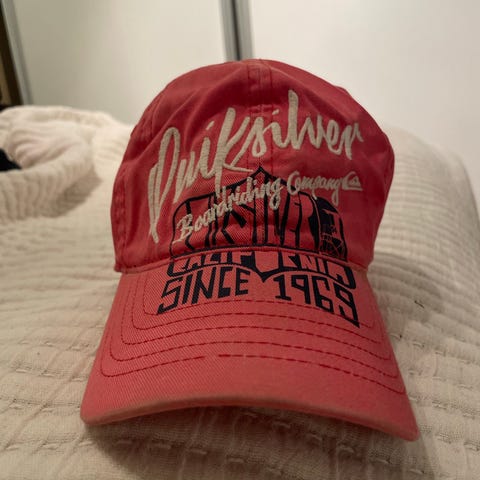 Quiksilver
Boardriding Company
CALIFORNIA
SINCE 1969